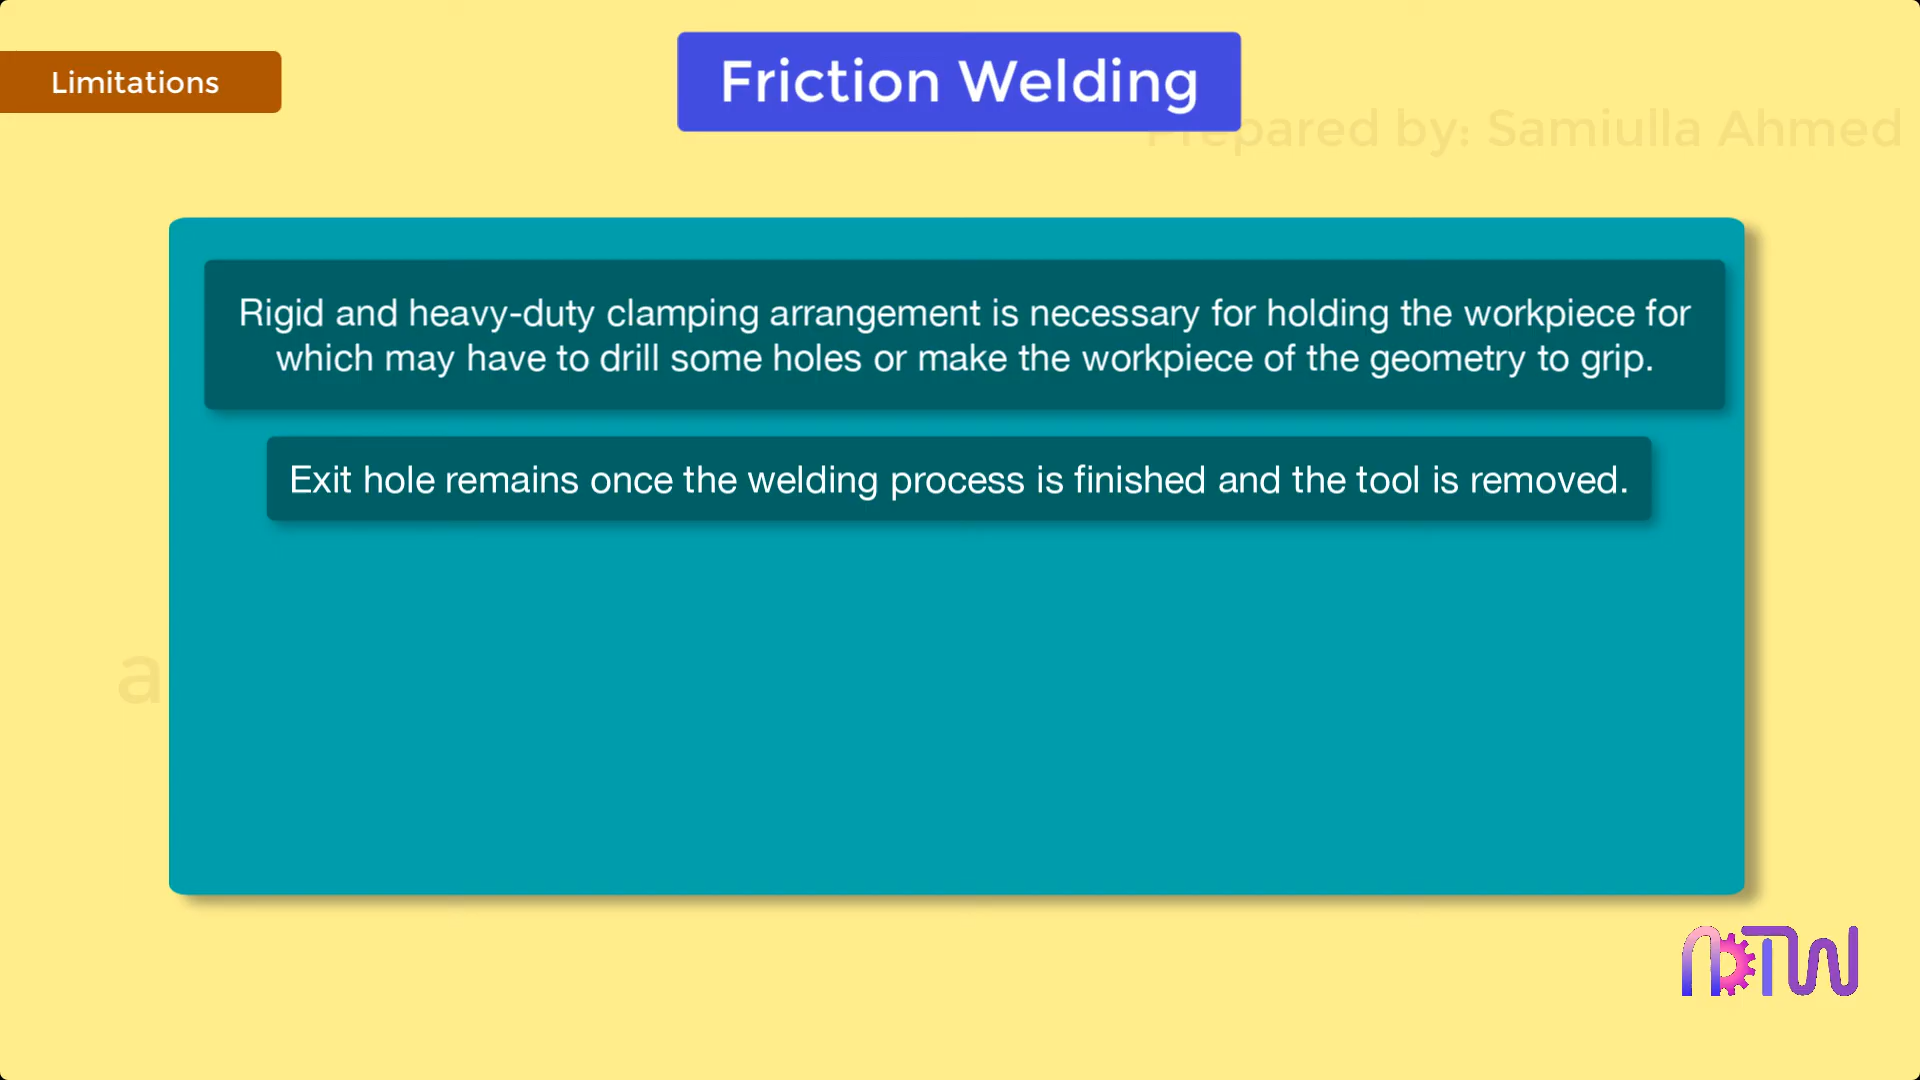 Limitations
Friction Welding
Prepared by: Samiulla Ahmed
Rigid and heavy-duty clamping arrangement is necessary for holding the workpiece for
which may have to drill some holes or make the workpiece of the geometry to grip.
Exit hole remains once the welding process is finished and the tool is removed.
a